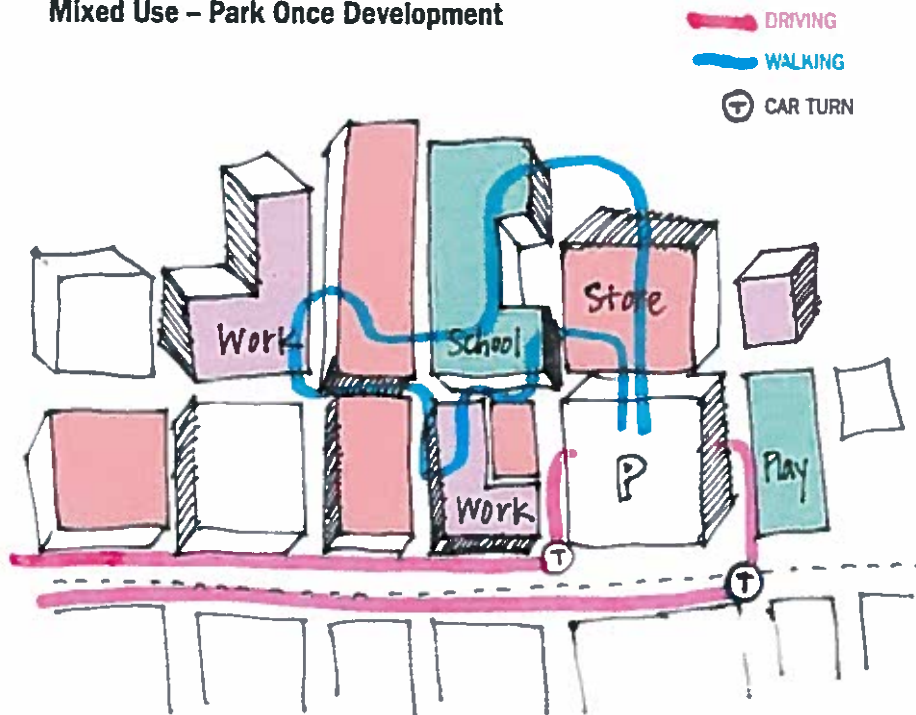 Mixed Use – Park Once Development
DRIVING
WALKING
T CAR TURN
Store
Work
School
P
Play
Work
T
T